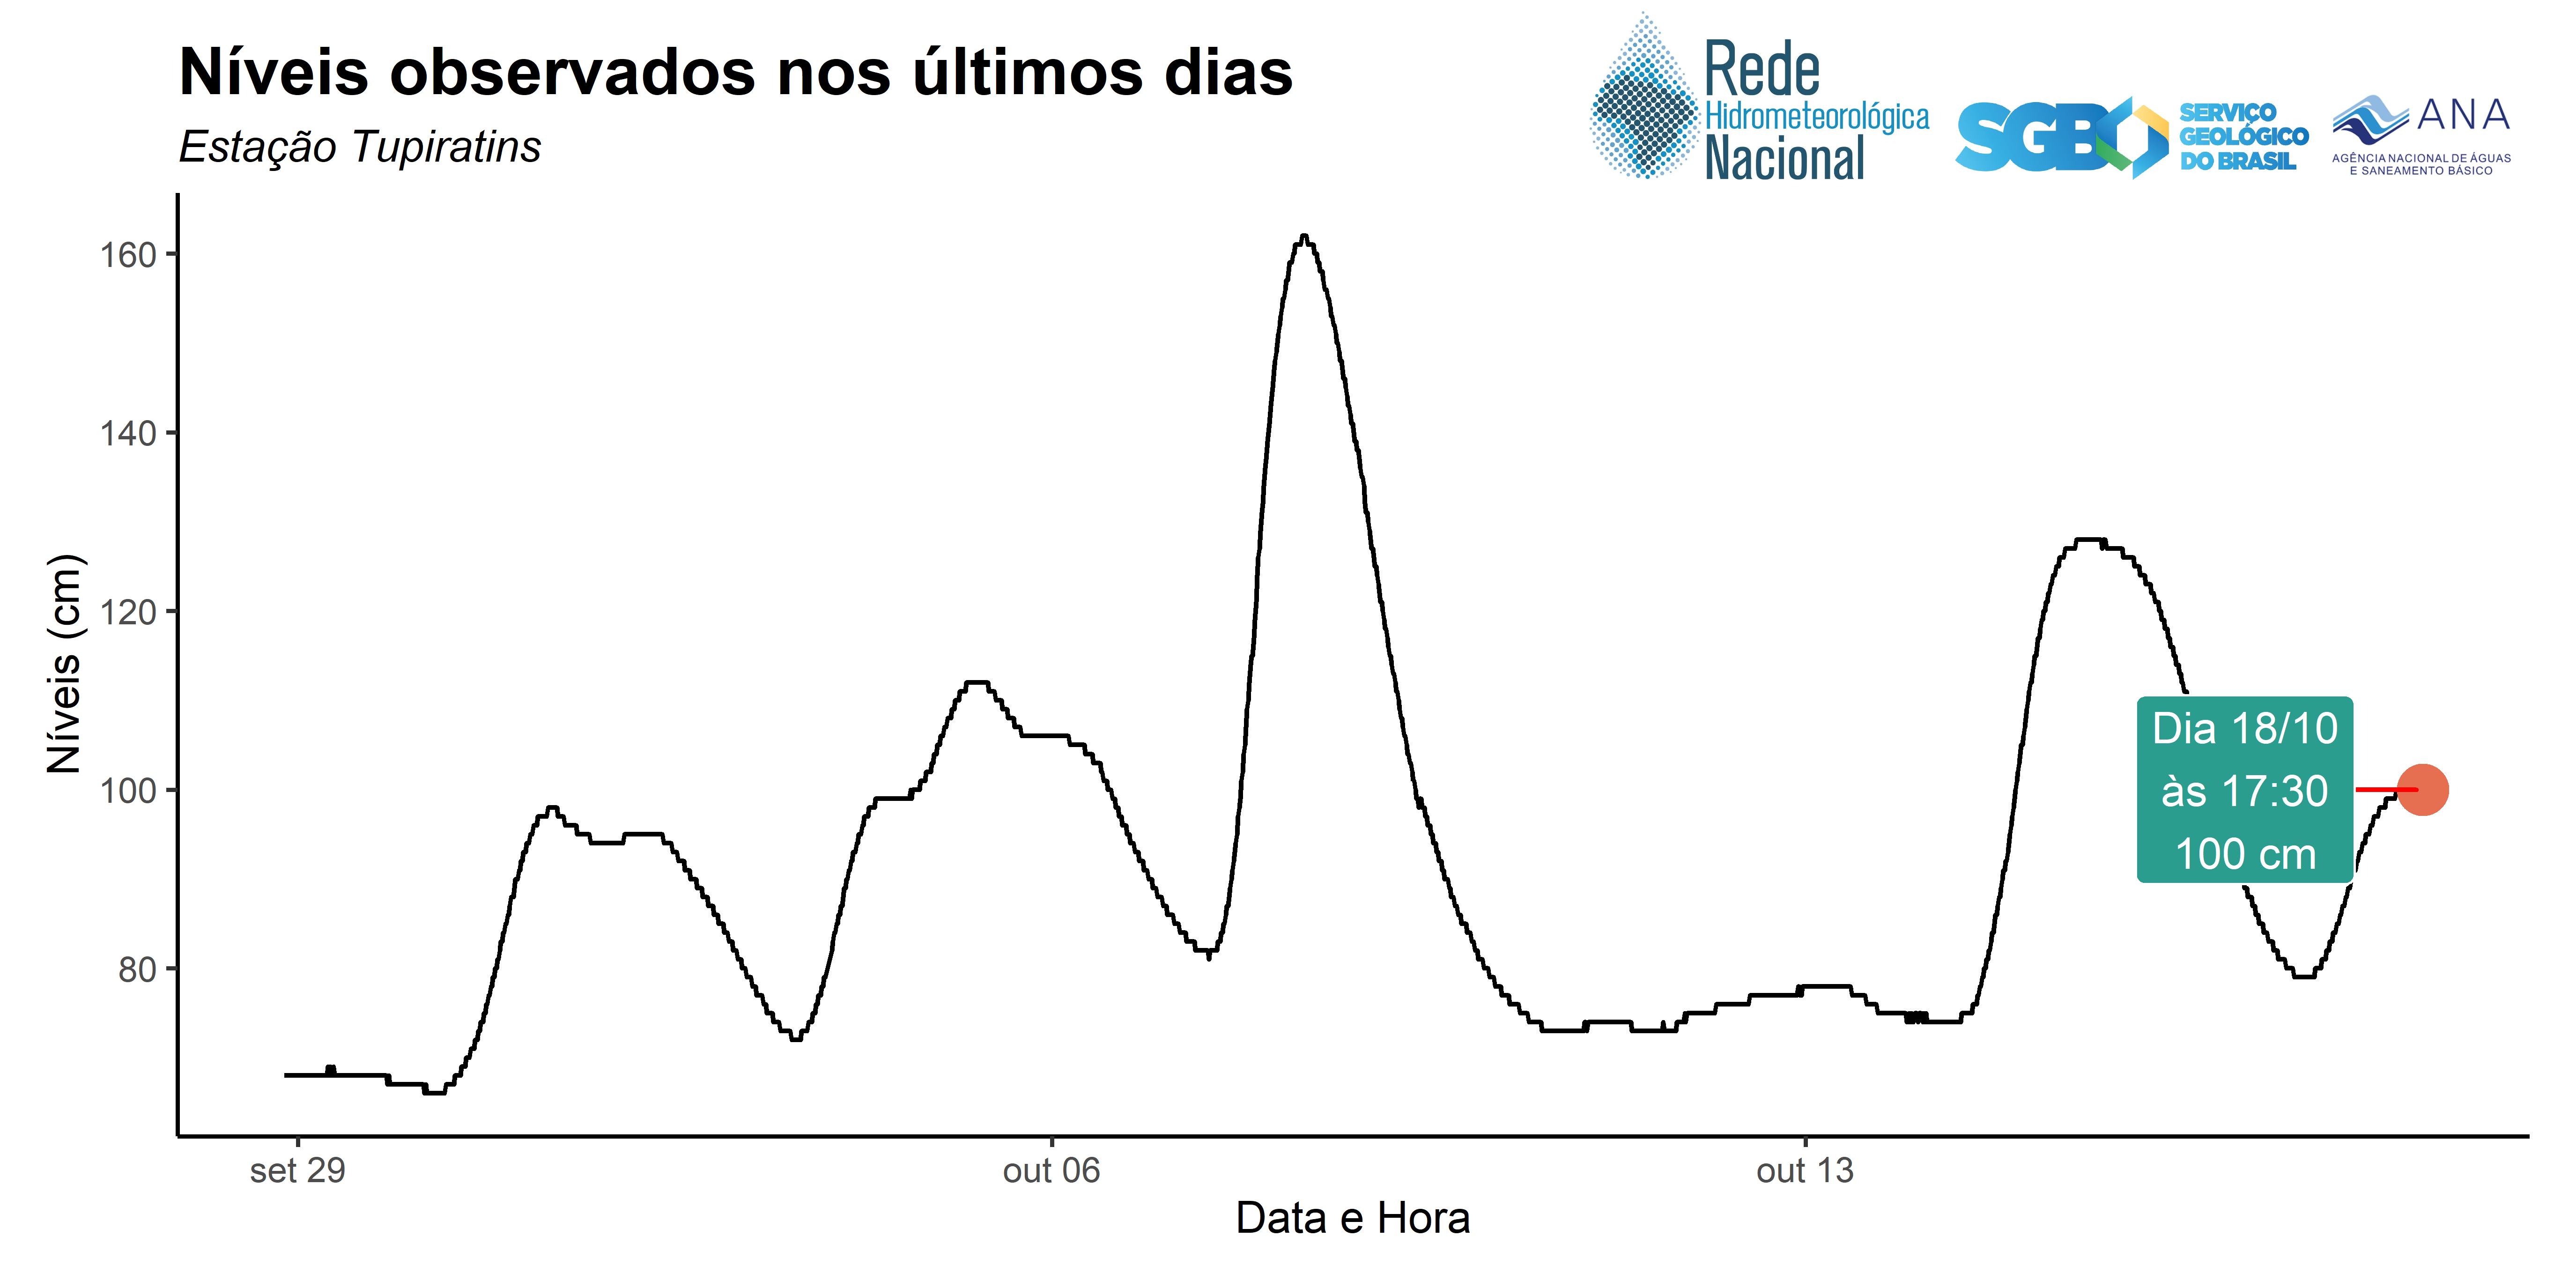 Níveis observados nos últimos dias
Estação Tupiratins
Rede
Hidrometeorológica
Nacional
SGB
SERVIÇO
GEOLÓGICO
DO BRASIL
ANA
AGÊNCIA NACIONAL DE ÁGUAS
E SANEAMENTO BÁSICO
Níveis (cm)
160
140
120
100
80
Dia 18/10
às 17:30
100 cm
set 29
out 06
out 13
Data e Hora